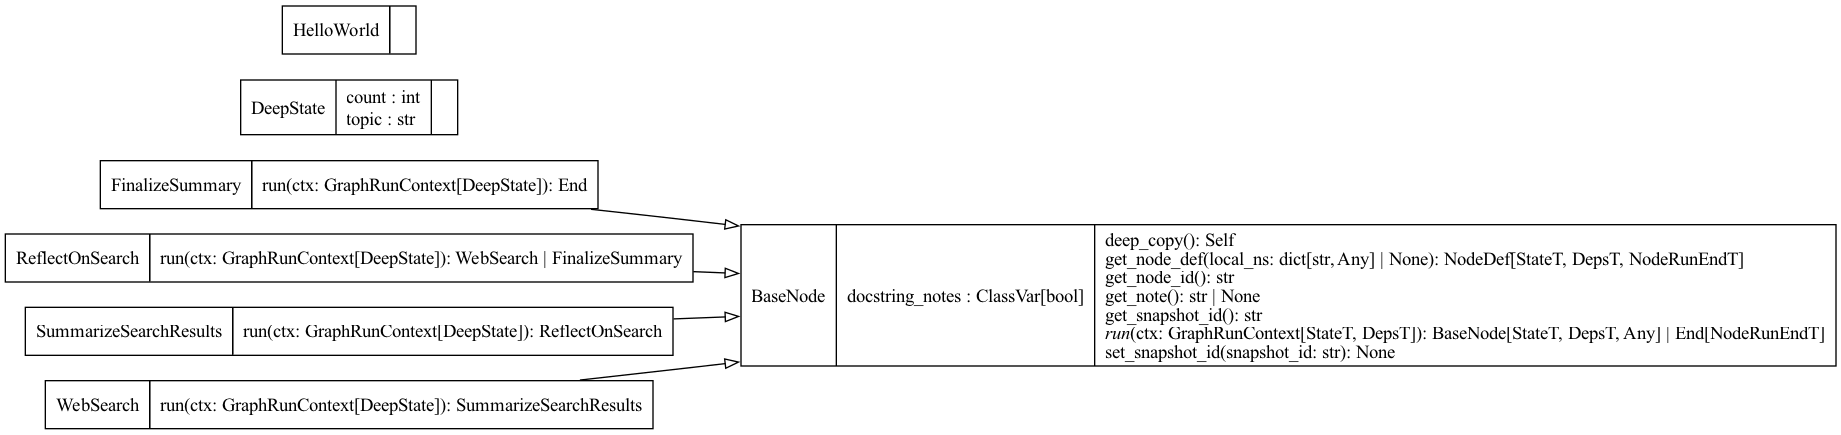 HelloWorld
DeepState
count : int
topic : str
FinalizeSummary
run(ctx: GraphRunContext[DeepState]): End
ReflectOnSearch
run(ctx: GraphRunContext[DeepState]): WebSearch | FinalizeSummary
SummarizeSearchResults
run(ctx: GraphRunContext[DeepState]): ReflectOnSearch
WebSearch
run(ctx: GraphRunContext[DeepState]): SummarizeSearchResults
BaseNode
docstring_notes : ClassVar[bool]
deep_copy(): Self
get_node_def(local_ns: dict[str, Any] | None): NodeDef[StateT, DepsT, NodeRunEndT]
get_node_id(): str
get_note(): str | None
get_snapshot_id(): str
run(ctx: GraphRunContext[StateT, DepsT]): BaseNode[StateT, DepsT, Any] | End[NodeRunEndT]
set_snapshot_id(snapshot_id: str): None